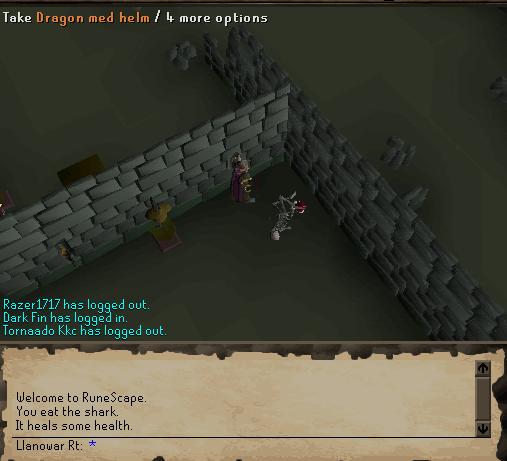 Take Dragon med helm / 4 more options
Razer1717 has logged out.
Dark Fin has logged in.
Tornaado Kkc has logged out.
Welcome to RuneScape.
You eat the shark.
It heals some health.
Llanowar Rt: *